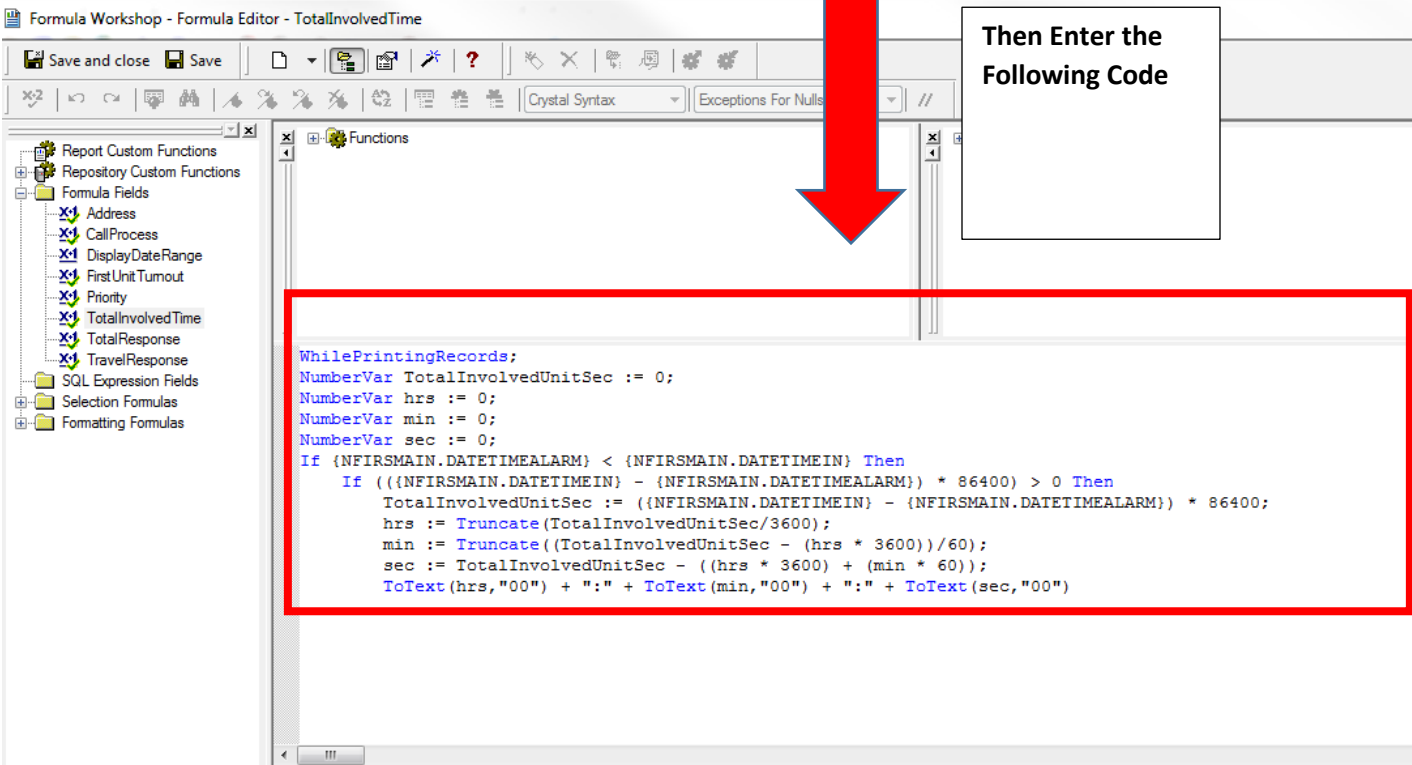 Formula Workshop - Formula Editor - TotalInvolvedTime
Then Enter the
Following Code
Save and close Save
Crystal Syntax Exceptions For Nulls //
Report Custom Functions
Repository Custom Functions
Formula Fields
Address
CallProcess
DisplayDateRange
FirstUnitTurnout
Priority
TotalInvolvedTime
TotalResponse
TravelResponse
SQL Expression Fields
Selection Formulas
Formatting Formulas
Functions
WhilePrintingRecords;
NumberVar TotalInvolvedUnitSec := 0;
NumberVar hrs := 0;
NumberVar min := 0;
NumberVar sec := 0;
If {NFIRSMAIN.DATETIMEALARM} < {NFIRSMAIN.DATETIMEIN} Then
If (({NFIRSMAIN.DATETIMEIN} - {NFIRSMAIN.DATETIMEALARM}) * 86400) > 0 Then
TotalInvolvedUnitSec := ({NFIRSMAIN.DATETIMEIN} - {NFIRSMAIN.DATETIMEALARM}) * 86400;
hrs := Truncate(TotalInvolvedUnitSec/3600);
min := Truncate((TotalInvolvedUnitSec - (hrs * 3600))/60);
sec := TotalInvolvedUnitSec - ((hrs * 3600) + (min * 60));
ToText(hrs,"00") + ":" + ToText(min,"00") + ":" + ToText(sec,"00")